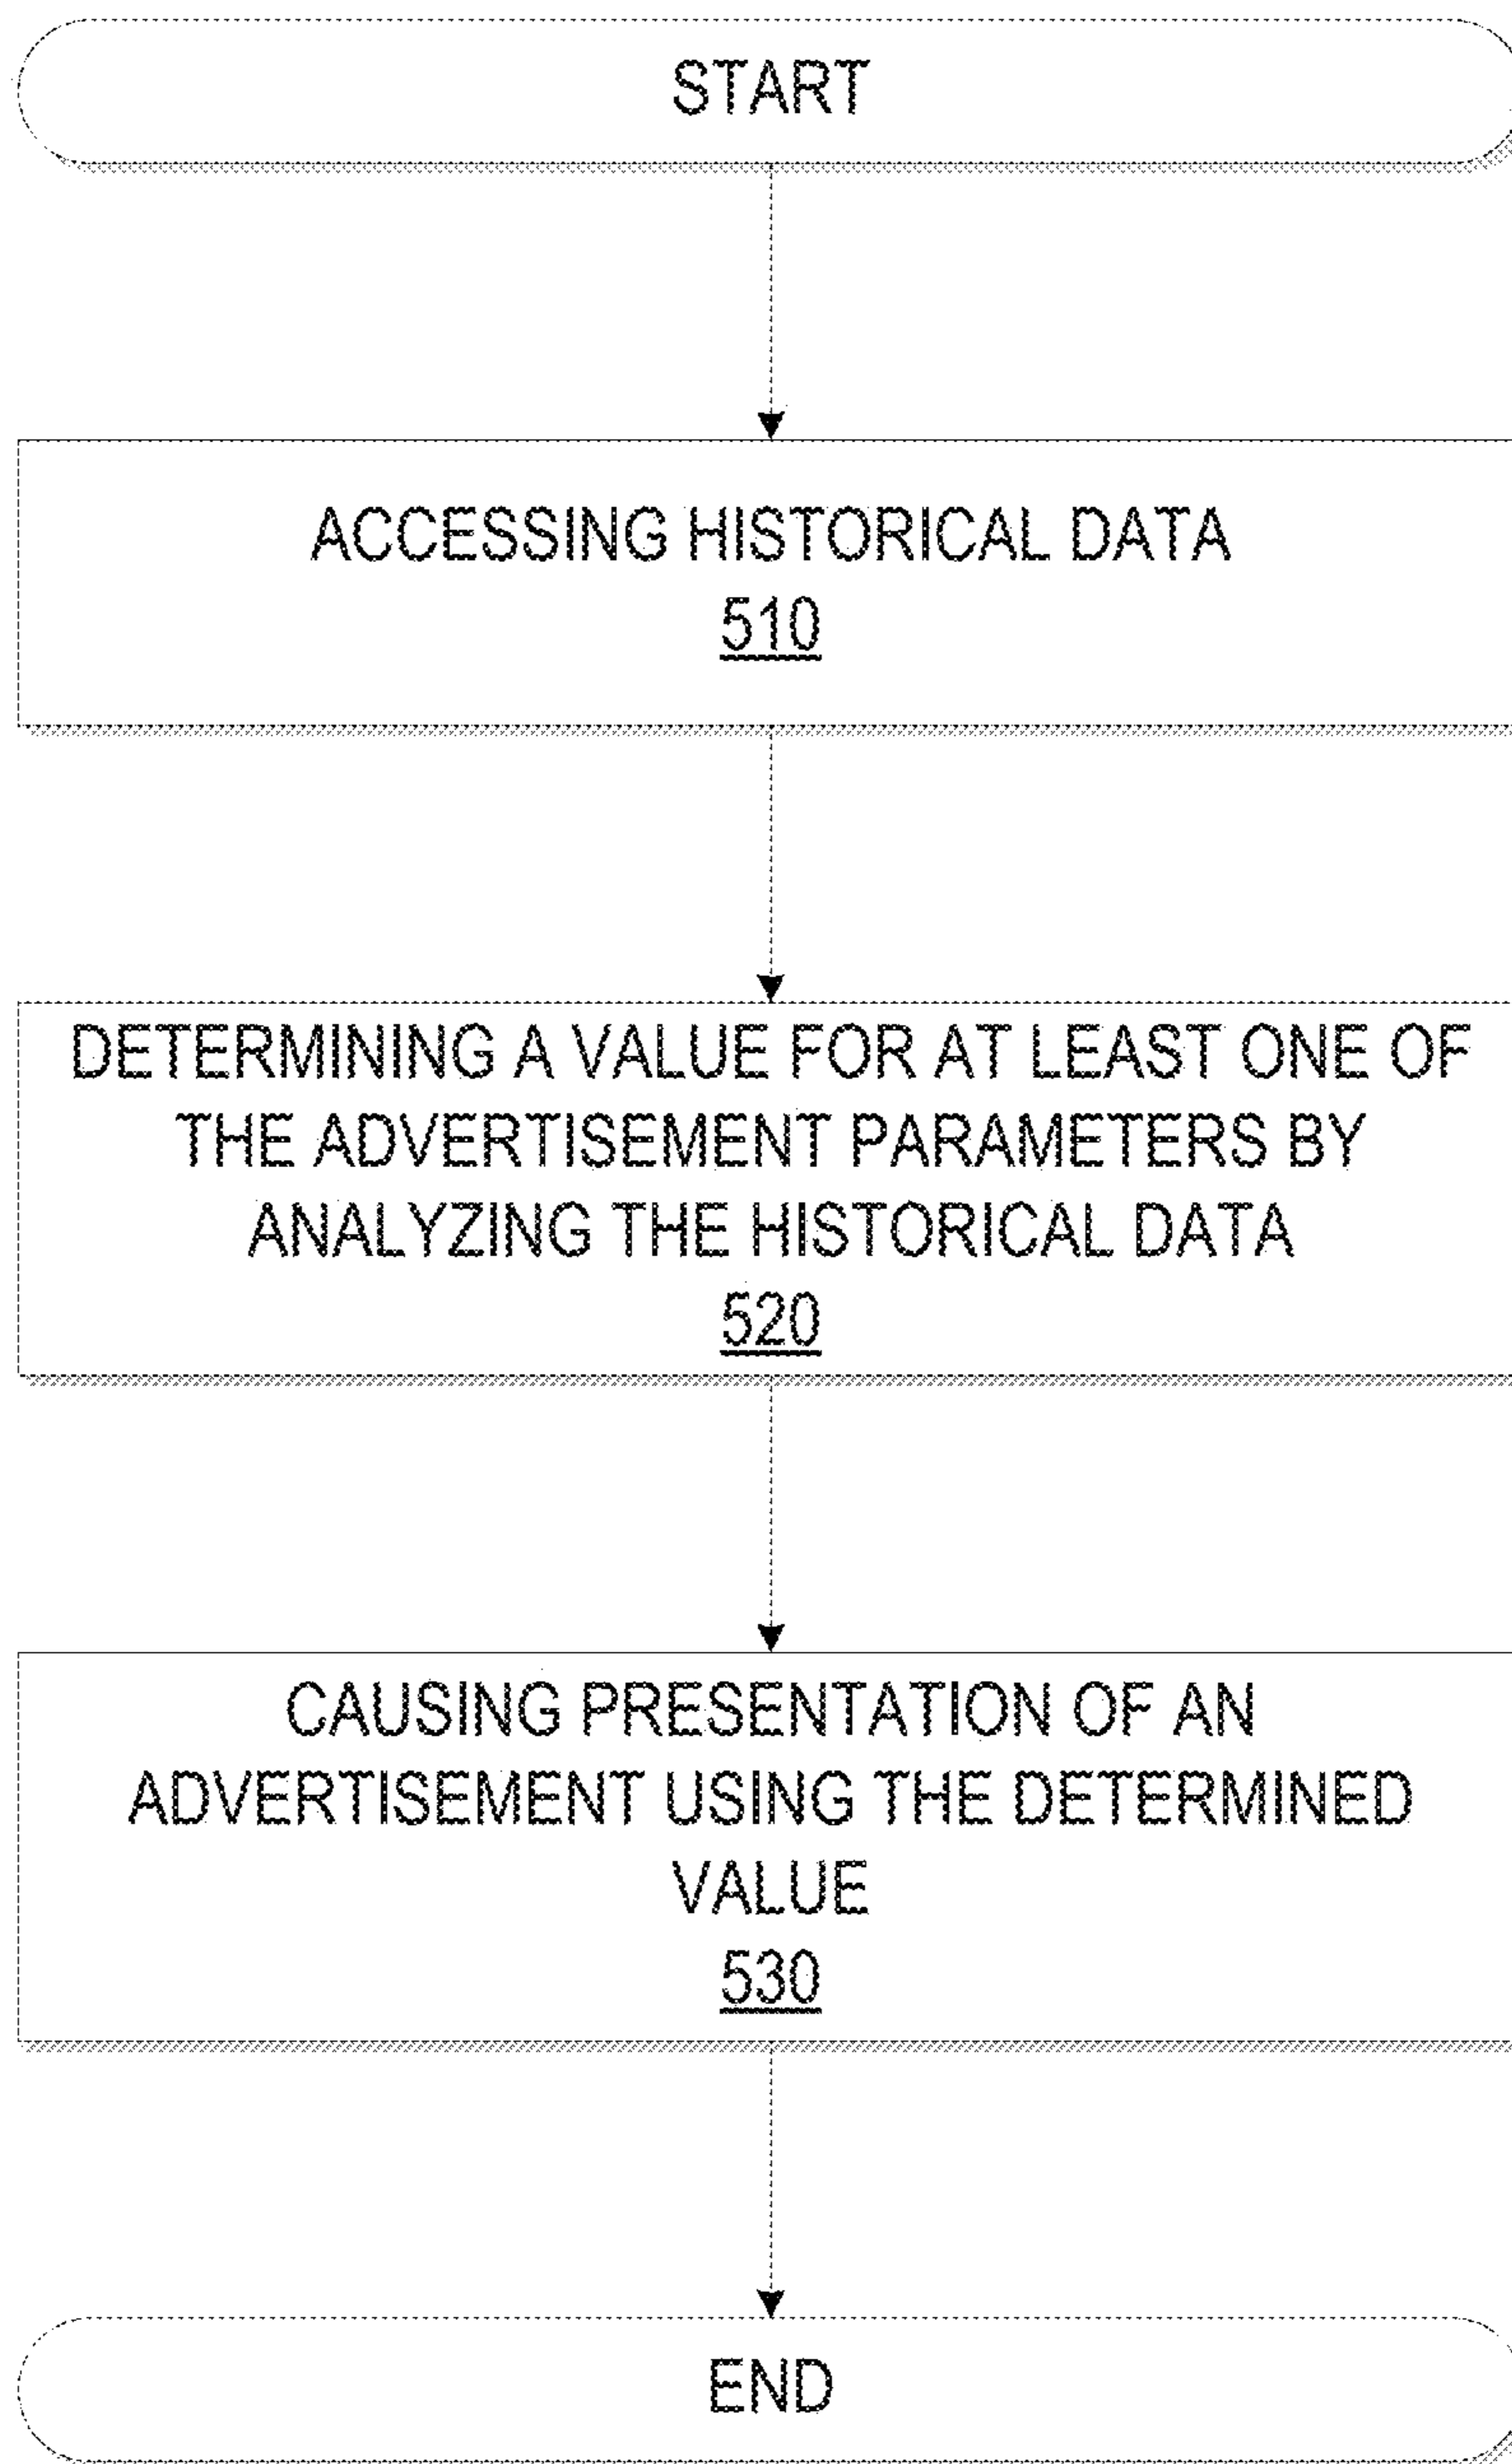 START
ACCESSING HISTORICAL DATA
510
DETERMINING A VALUE FOR AT LEAST ONE OF
THE ADVERTISEMENT PARAMETERS BY
ANALYZING THE HISTORICAL DATA
520
CAUSING PRESENTATION OF AN
ADVERTISEMENT USING THE DETERMINED
VALUE
530
END